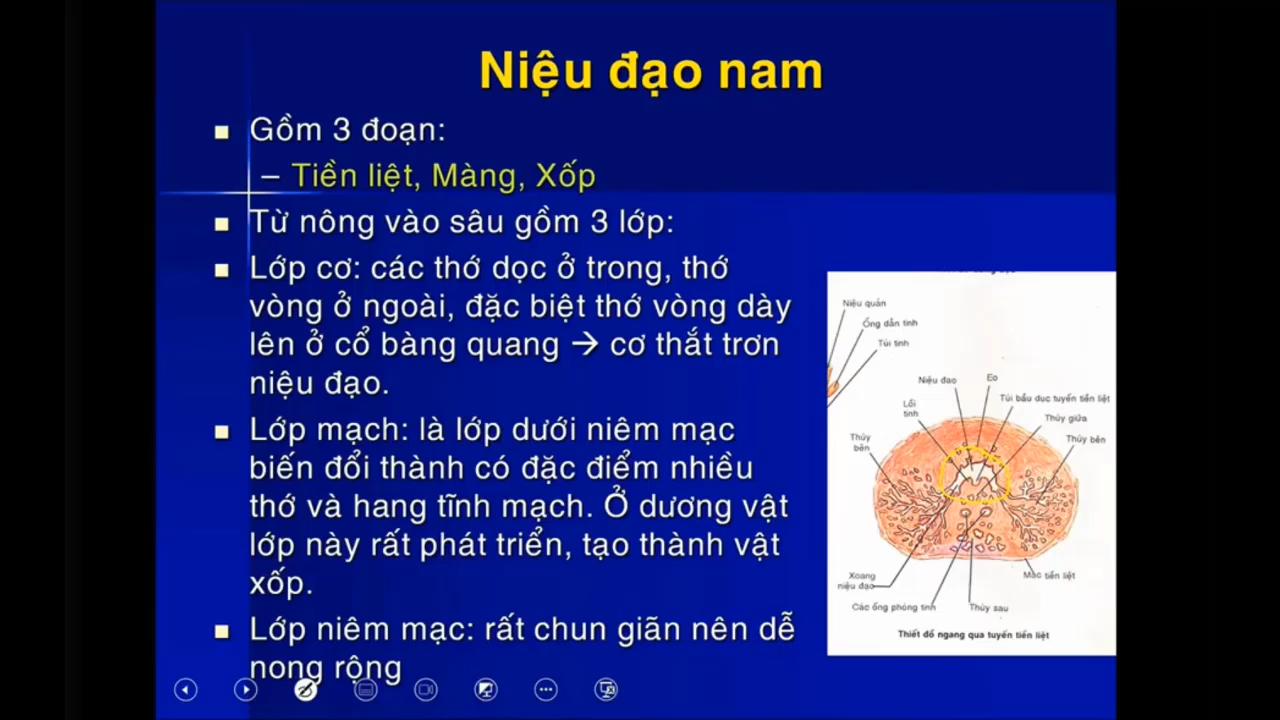 Niệu đạo nam
Gồm 3 đoạn:
– Tiền liệt, Màng, Xốp
Từ nông vào sâu gồm 3 lớp:
Lớp cơ: các thớ dọc ở trong, thớ
vòng ở ngoài, đặc biệt thớ vòng dày
lên ở cổ bàng quang → cơ thắt trơn
niệu đạo.
Lớp mạch: là lớp dưới niêm mạc
biến đổi thành có đặc điểm nhiều
thớ và hang tĩnh mạch. Ở dương vật
lớp này rất phát triển, tạo thành vật
xốp.
Lớp niêm mạc: rất chun giãn nên dễ
nong rộng
Niệu quản
Ống dẫn tinh
Túi tinh
Niệu đạo
Eo
Lồi
tinh
Túi bầu dục tuyến tiền liệt
Thùy giữa
Thùy
bên
Thùy bên
Xoang
niệu đạo
Mạc tiền liệt
Các ống phóng tinh
Thùy sau
Thiết đồ ngang qua tuyến tiền liệt